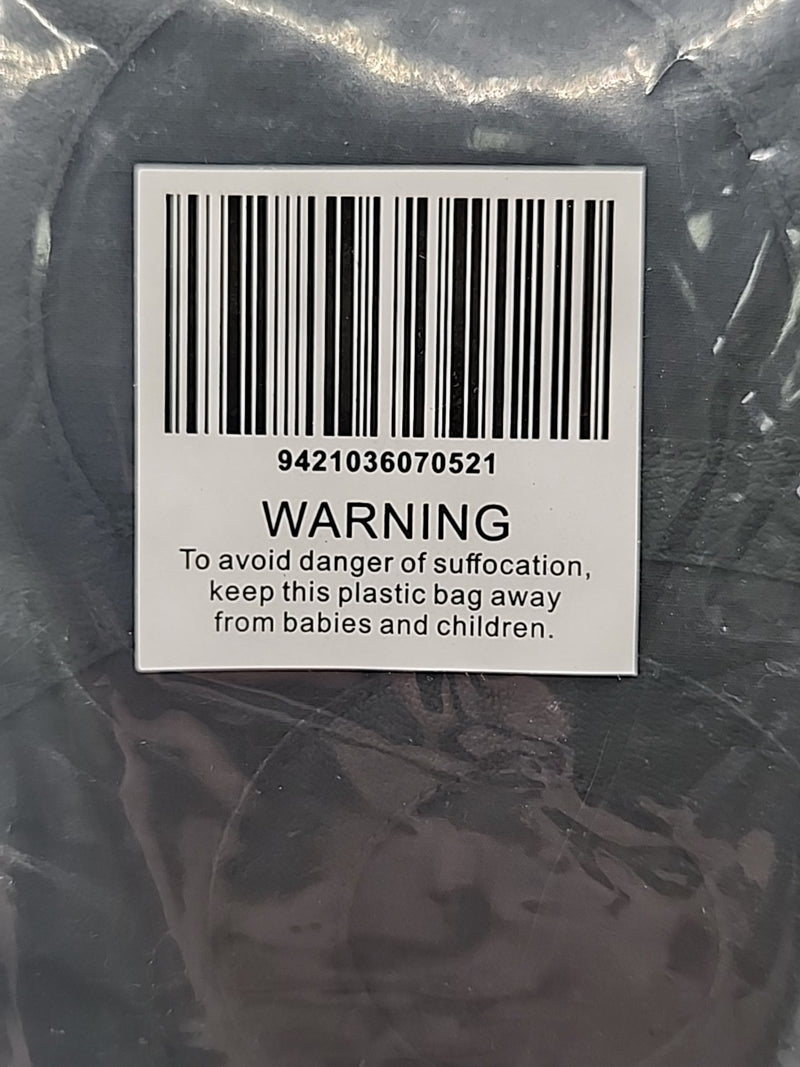 9421036070521
WARNING
To avoid danger of suffocation,
keep this plastic bag away
from babies and children.